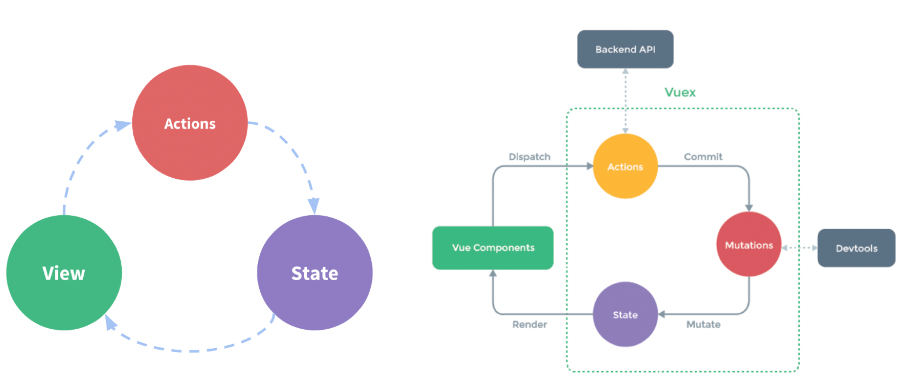 Actions
View
State
Backend API
Vuex
Dispatch
Actions
Commit
Vue Components
Mutations
Devtools
State
Render
Mutate